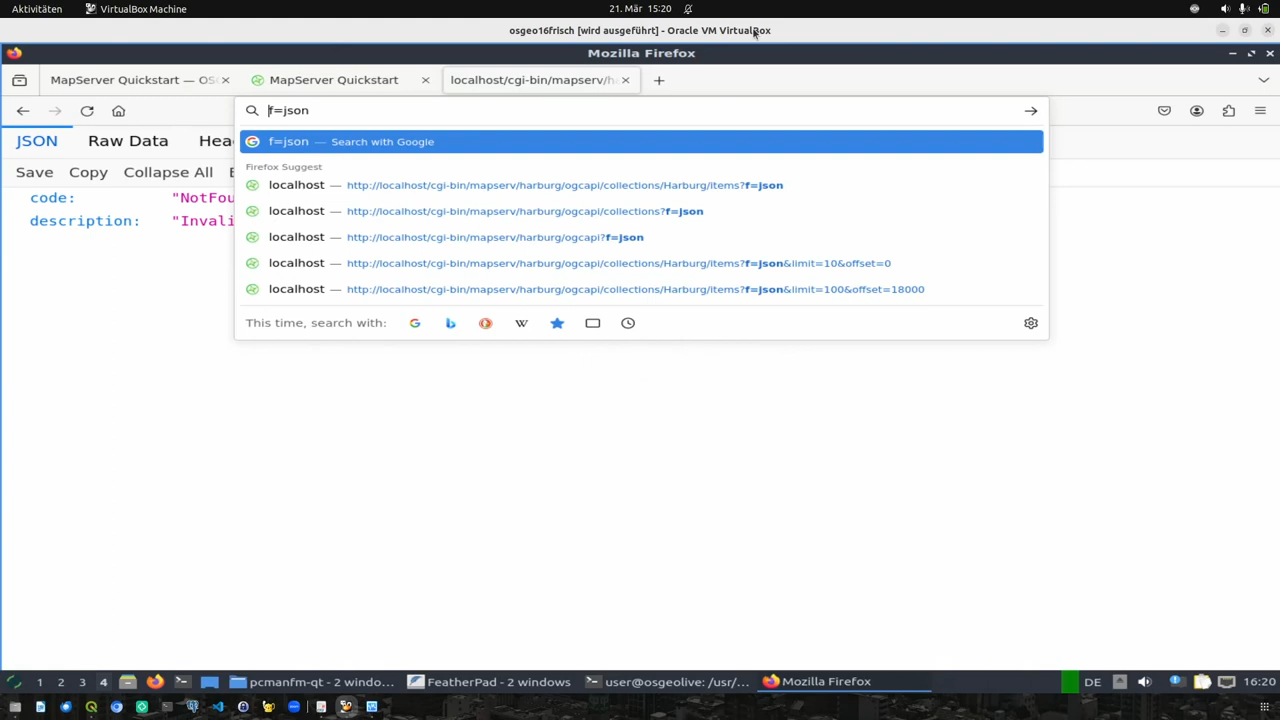 Aktivitäten VirtualBox Machine 21. Mär 15:20
osgeo16frisch [wird ausgeführt] - Oracle VM VirtualBox
Mozilla Firefox
MapServer Quickstart — OS MapServer Quickstart localhost/cgi-bin/mapserv/h
f=json
JSON Raw Data Hea
f=json — Search with Google
Save Copy Collapse All E
Firefox Suggest
localhost — http://localhost/cgi-bin/mapserv/harburg/ogcapi/collections/Harburg/items?f=json
code: "NotFou
localhost — http://localhost/cgi-bin/mapserv/harburg/ogcapi/collections?f=json
description: "Invali
localhost — http://localhost/cgi-bin/mapserv/harburg/ogcapi?f=json
localhost — http://localhost/cgi-bin/mapserv/harburg/ogcapi/collections/Harburg/items?f=json&limit=10&offset=0
localhost — http://localhost/cgi-bin/mapserv/harburg/ogcapi/collections/Harburg/items?f=json&limit=100&offset=18000
This time, search with:
1 2 3 4 pcmanfm-qt - 2 windo... FeatherPad - 2 windows user@osgeolive: /usr/... Mozilla Firefox DE 16:20